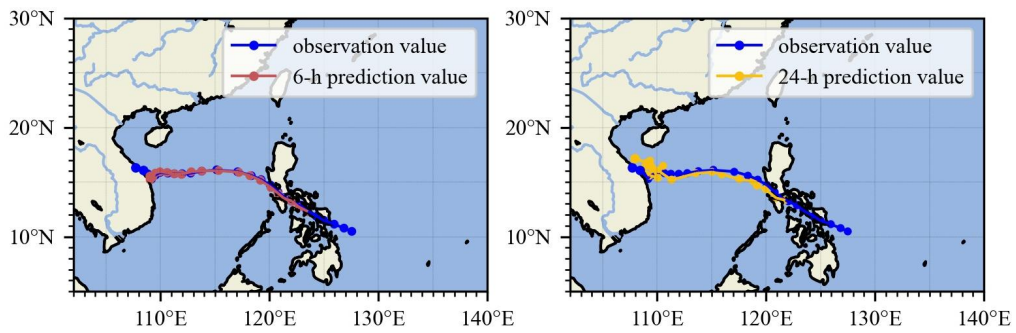 30°N
20°N
10°N
110°E
120°E
130°E
140°E
observation value
6-h prediction value
30°N
20°N
10°N
110°E
120°E
130°E
140°E
observation value
24-h prediction value